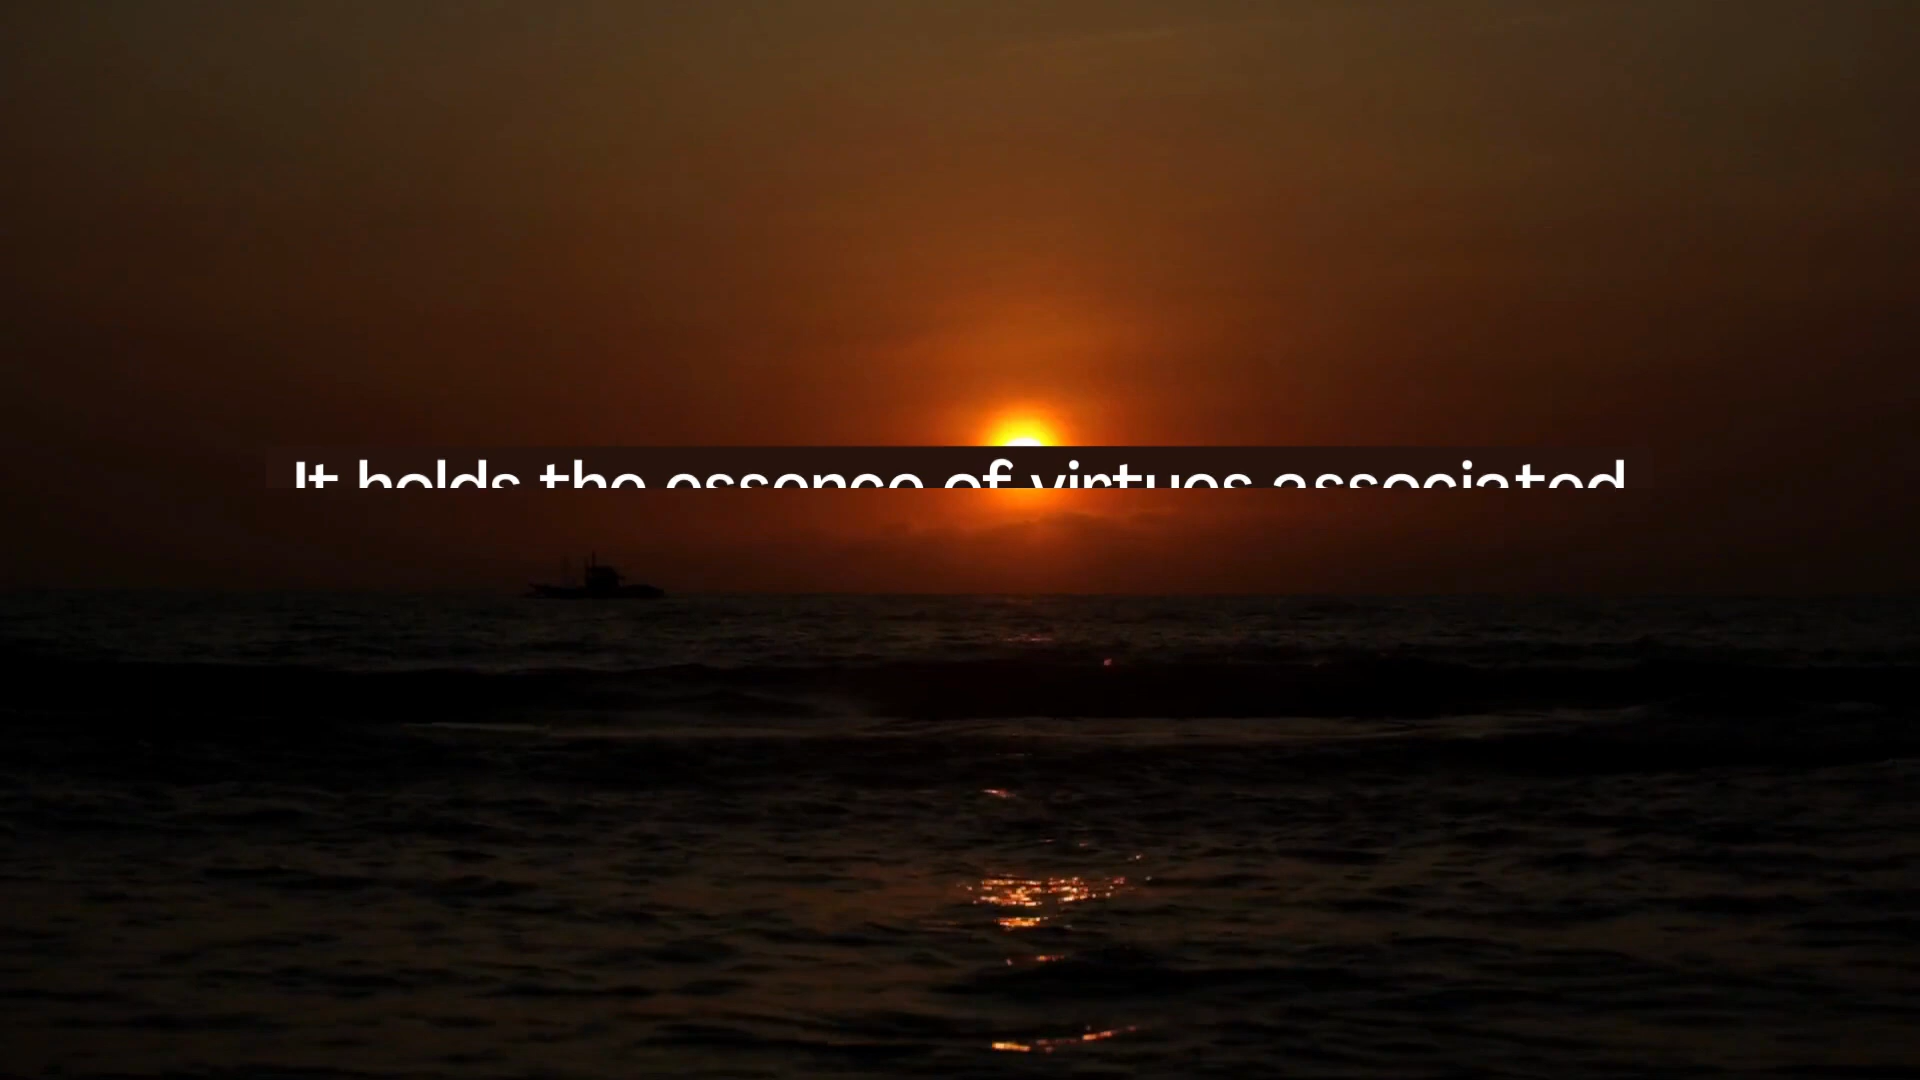 It holds the essence of virtues associated